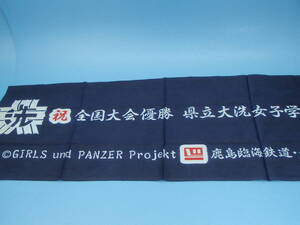 洗 祝 全国大会優勝 県立大洗女子学
©GIRLS und PANZER Projekt 鹿島臨海鉄道・